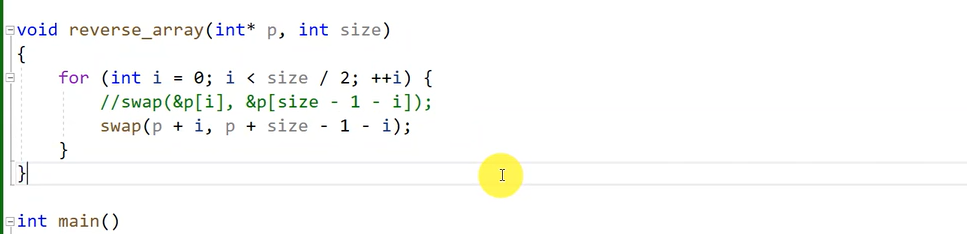 void reverse_array(int* p, int size)
{
    for (int i = 0; i < size / 2; ++i) {
        //swap(&p[i], &p[size - 1 - i]);
        swap(p + i, p + size - 1 - i);
    }
}
int main()